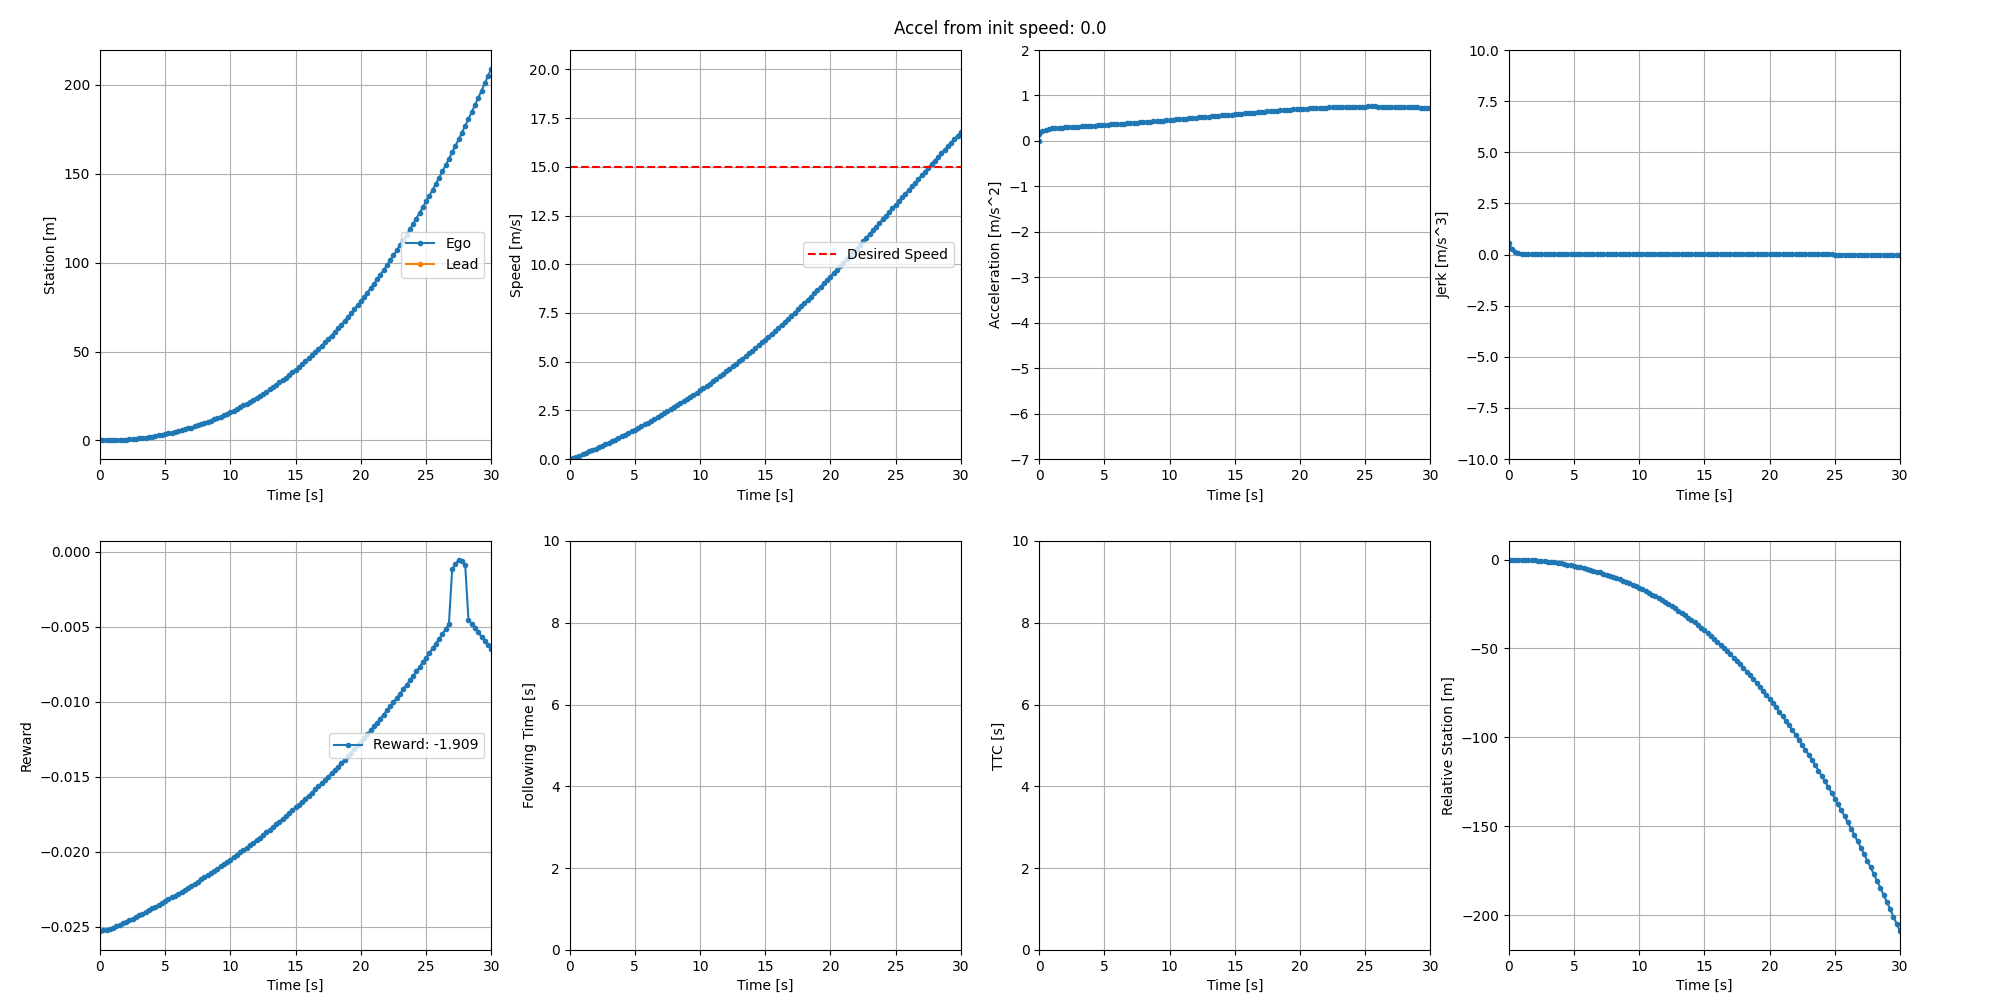 Accel from init speed: 0.0
Station [m]
200
150
100
50
0
0 5 10 15 20 25 30
Time [s]
Ego
Lead
Speed [m/s]
20.0
17.5
15.0
12.5
10.0
7.5
5.0
2.5
0.0
0 5 10 15 20 25 30
Time [s]
Desired Speed
Acceleration [m/s^2]
2
1
0
−1
−2
−3
−4
−5
−6
−7
0 5 10 15 20 25 30
Time [s]
Jerk [m/s^3]
10.0
7.5
5.0
2.5
0.0
−2.5
−5.0
−7.5
−10.0
0 5 10 15 20 25 30
Time [s]
Reward
0.000
−0.005
−0.010
−0.015
−0.020
−0.025
0 5 10 15 20 25 30
Time [s]
Reward: -1.909
Following Time [s]
10
8
6
4
2
0
0 5 10 15 20 25 30
Time [s]
TTC [s]
10
8
6
4
2
0
0 5 10 15 20 25 30
Time [s]
Relative Station [m]
0
−50
−100
−150
−200
0 5 10 15 20 25 30
Time [s]